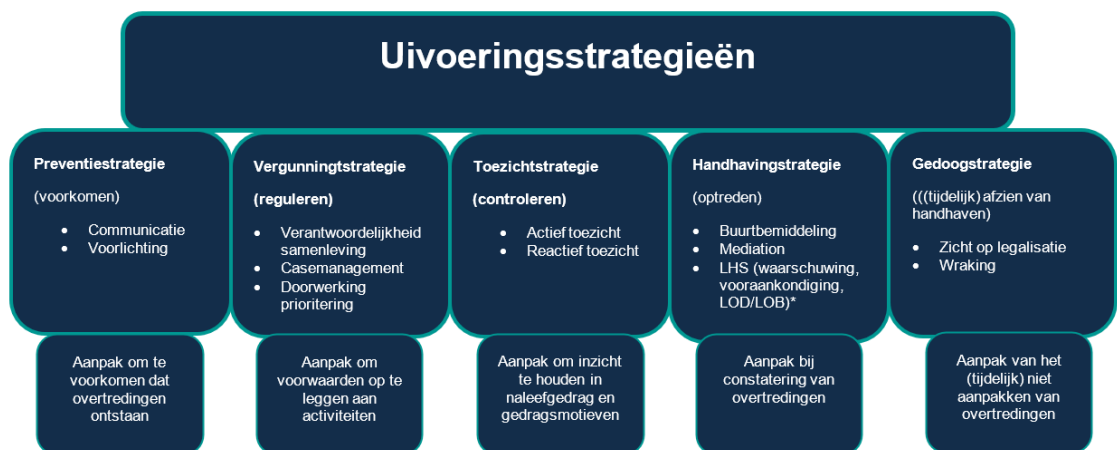 Uivoeringsstrategieën
Preventiestrategie
(voorkomen)
• Communicatie
• Voorlichting
Vergunningtstrategie
(reguleren)
• Verantwoordelijkheid
samenleving
• Casemanagement
• Doorwerking
prioritering
Toezichtstrategie
(controleren)
• Actief toezicht
• Reactief toezicht
Handhavingstrategie
(optreden)
• Buurtbemiddeling
• Mediation
• LHS (waarschuwing,
vooraankondiging,
LOD/LOB)*
Gedoogstrategie
(((tijdelijk) afzien van
handhaven)
• Zicht op legalisatie
• Wraking
Aanpak om te
voorkomen dat
overtredingen
ontstaan
Aanpak om
voorwaarden op te
leggen aan
activiteiten
Aanpak om inzicht
te houden in
naleefgedrag en
gedragsmotieven
Aanpak bij
constatering van
overtredingen
Aanpak van het
(tijdelijk) niet
aanpakken van
overtredingen